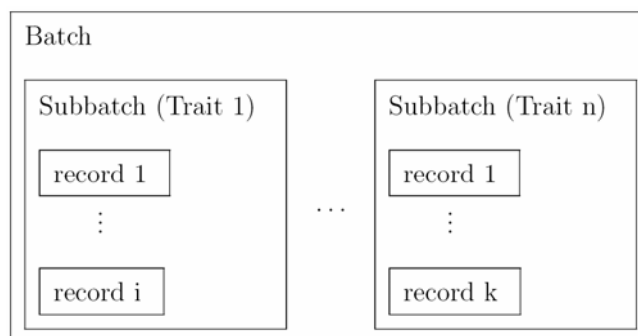 Batch
Subbatch (Trait 1)
record 1
⋮
record i
...
Subbatch (Trait n)
record 1
⋮
record k